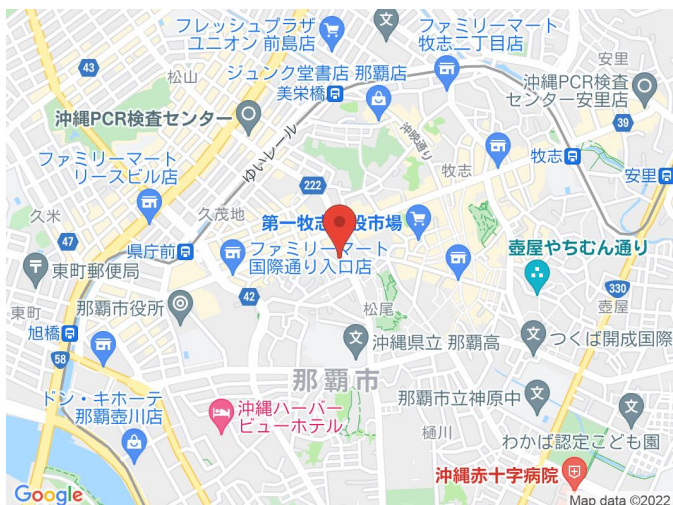 フレッシュプラザ
ユニオン 前島店
ファミリーマート
牧志二丁目店
43
松山
ジュンク堂書店 那覇店
美栄橋
安里
沖縄PCR検査
センター安里店
沖縄PCR検査センター
沖映通り
39
ゆいレール
牧志
牧志
安里
ファミリーマート
リースビル店
222
久米
久茂地
第一牧志
設市場
47
県庁前
ファミリーマート
国際通り入口店
壺屋やちむん通り
東町郵便局
330
東町
那覇市役所
42
松尾
壺屋
旭橋
58
沖縄県立 那覇高
つくば開成国際
那覇市
ドン・キホーテ
那覇壺川店
沖縄ハーバー
ビューホテル
那覇市立神原中
樋川
わかば認定こども園
沖縄赤十字病院
Google
Map data ©2022